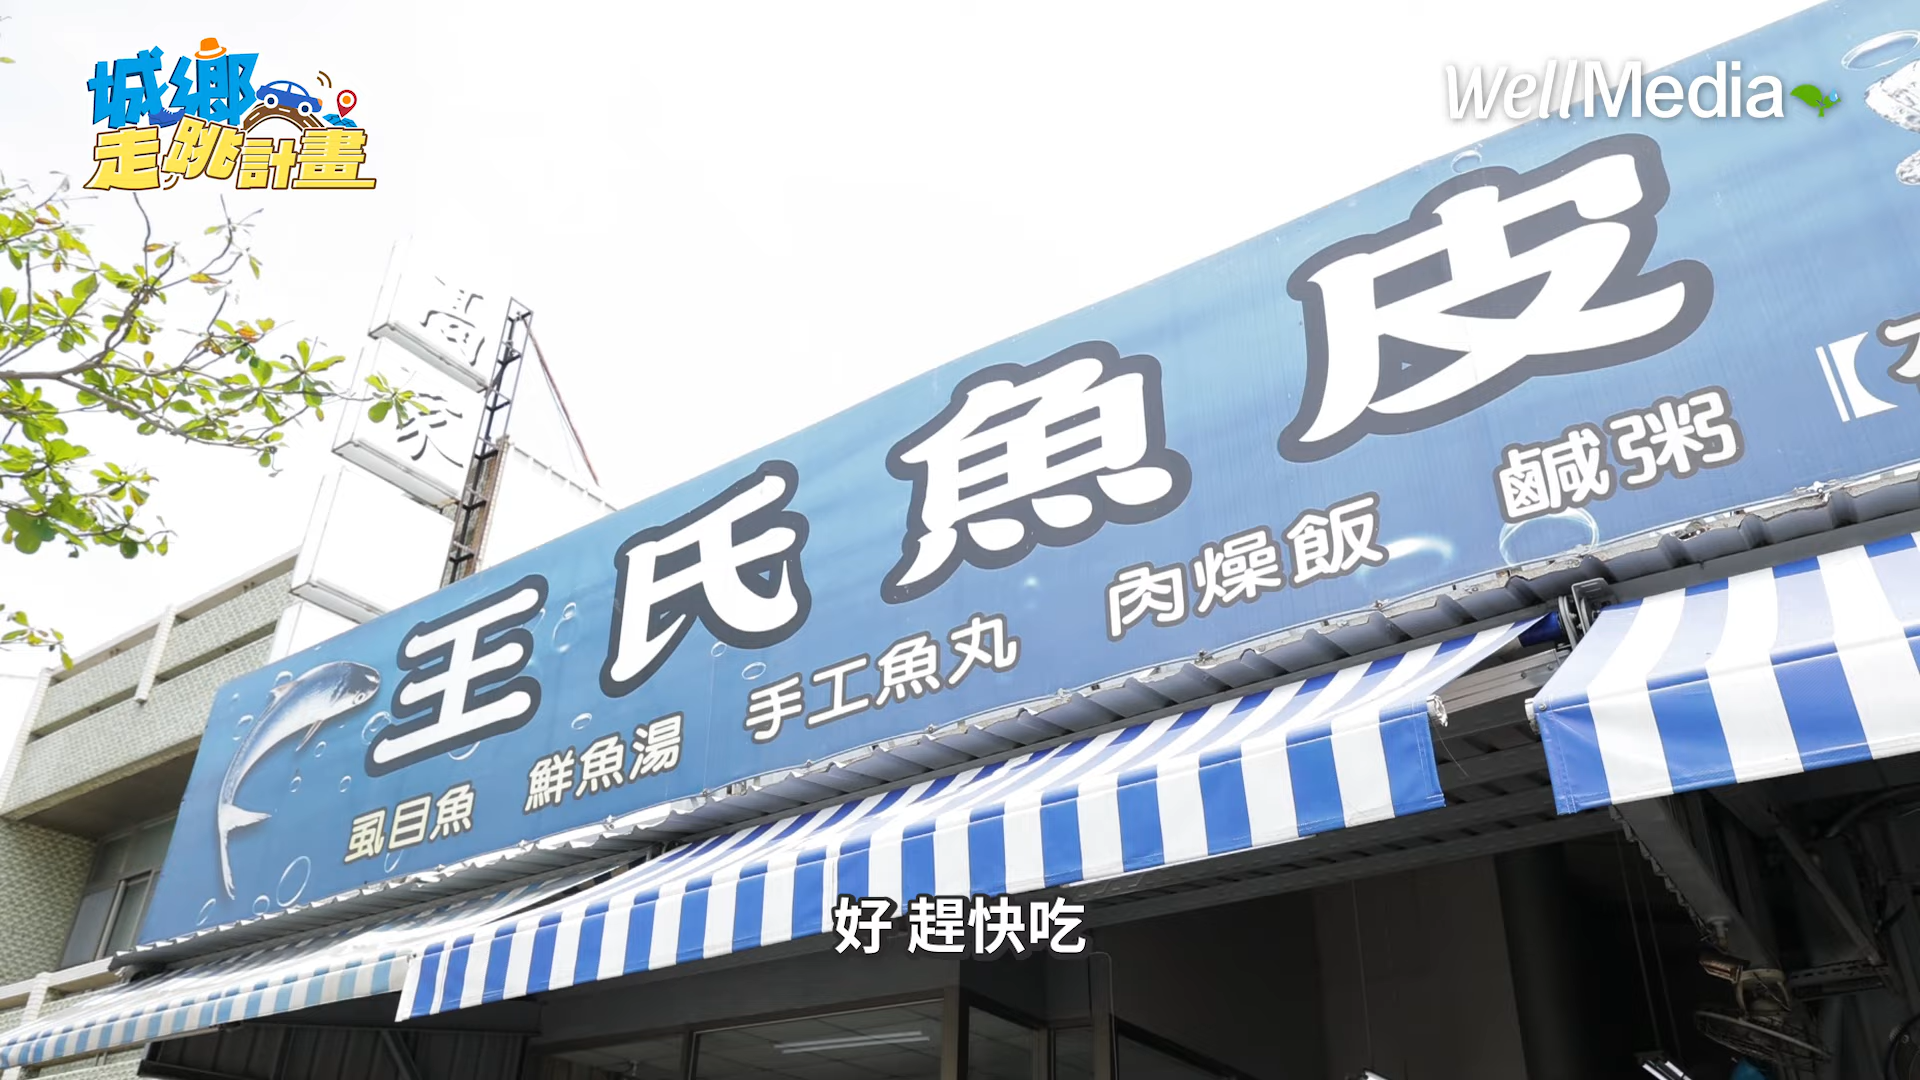 城鄉
走跳計畫
WellMedia
王氏魚皮
虱目魚 鮮魚湯 手工魚丸 肉燥飯 鹹粥
好 趕快吃